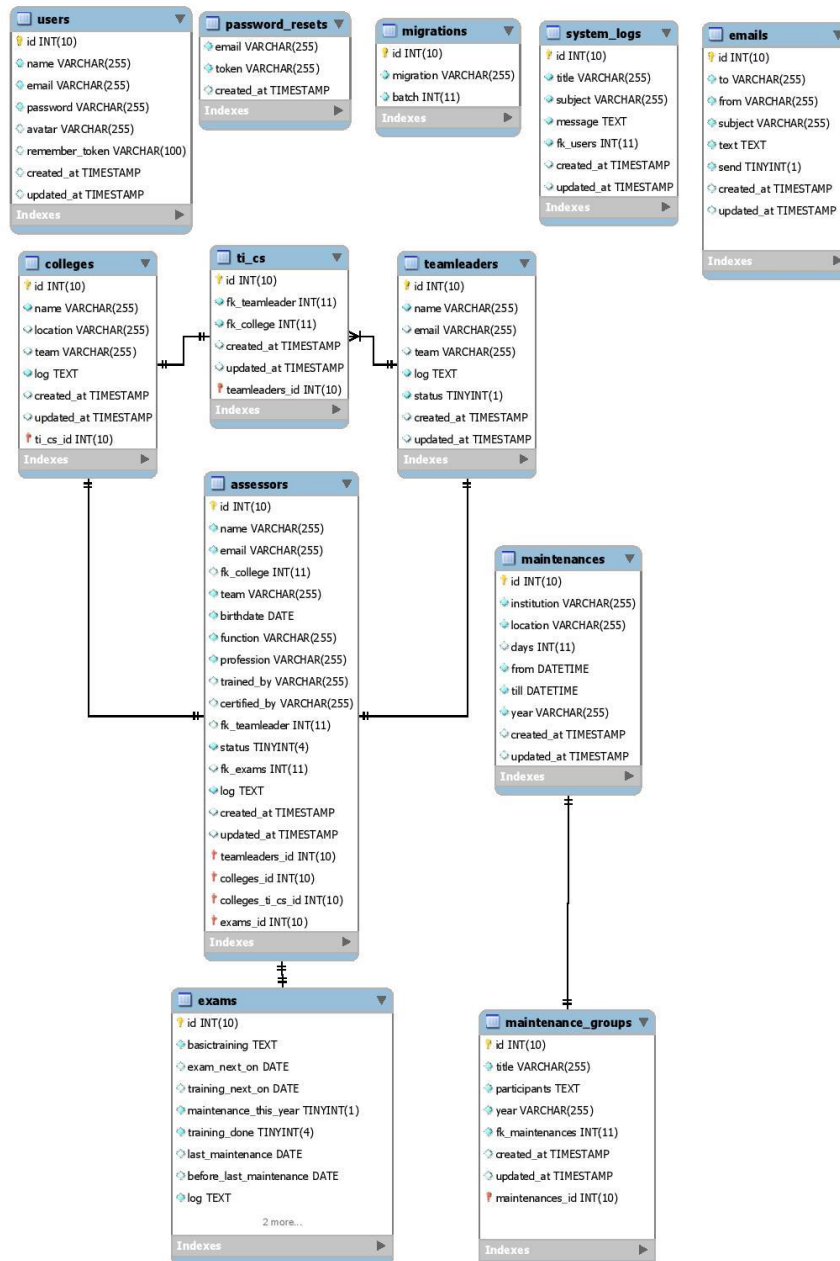 users
id INT(10)
name VARCHAR(255)
email VARCHAR(255)
password VARCHAR(255)
avatar VARCHAR(255)
remember_token VARCHAR(100)
created_at TIMESTAMP
updated_at TIMESTAMP
Indexes
password_resets
email VARCHAR(255)
token VARCHAR(255)
created_at TIMESTAMP
Indexes
migrations
id INT(10)
migration VARCHAR(255)
batch INT(11)
Indexes
system_logs
id INT(10)
title VARCHAR(255)
subject VARCHAR(255)
message TEXT
fk_users INT(11)
created_at TIMESTAMP
updated_at TIMESTAMP
Indexes
emails
id INT(10)
to VARCHAR(255)
from VARCHAR(255)
subject VARCHAR(255)
text TEXT
send TINYINT(1)
created_at TIMESTAMP
updated_at TIMESTAMP
Indexes
colleges
id INT(10)
name VARCHAR(255)
location VARCHAR(255)
team VARCHAR(255)
log TEXT
created_at TIMESTAMP
updated_at TIMESTAMP
ti_cs_id INT(10)
Indexes
ti_cs
id INT(10)
fk_teamleader INT(11)
fk_college INT(11)
created_at TIMESTAMP
updated_at TIMESTAMP
teamleaders_id INT(10)
Indexes
teamleaders
id INT(10)
name VARCHAR(255)
email VARCHAR(255)
team VARCHAR(255)
log TEXT
status TINYINT(1)
created_at TIMESTAMP
updated_at TIMESTAMP
Indexes
assessors
id INT(10)
name VARCHAR(255)
email VARCHAR(255)
fk_college INT(11)
team VARCHAR(255)
birthdate DATE
function VARCHAR(255)
profession VARCHAR(255)
trained_by VARCHAR(255)
certified_by VARCHAR(255)
fk_teamleader INT(11)
status TINYINT(4)
fk_exams INT(11)
log TEXT
created_at TIMESTAMP
updated_at TIMESTAMP
teamleaders_id INT(10)
colleges_id INT(10)
colleges_ti_cs_id INT(10)
exams_id INT(10)
Indexes
maintenances
id INT(10)
institution VARCHAR(255)
location VARCHAR(255)
days INT(11)
from DATETIME
till DATETIME
year VARCHAR(255)
created_at TIMESTAMP
updated_at TIMESTAMP
Indexes
exams
id INT(10)
basictraining TEXT
exam_next_on DATE
training_next_on DATE
maintenance_this_year TINYINT(1)
training_done TINYINT(4)
last_maintenance DATE
before_last_maintenance DATE
log TEXT
2 more...
Indexes
maintenance_groups
id INT(10)
title VARCHAR(255)
participants TEXT
year VARCHAR(255)
fk_maintenances INT(11)
created_at TIMESTAMP
updated_at TIMESTAMP
maintenances_id INT(10)
Indexes